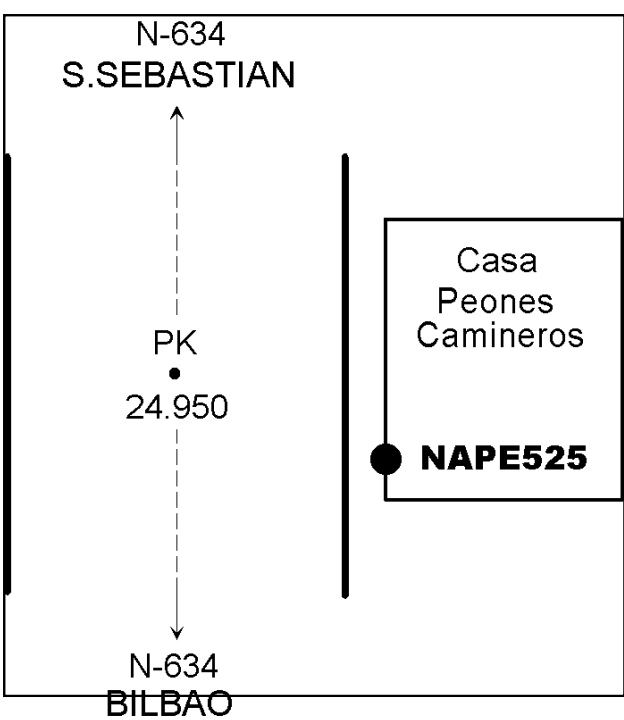 N-634
S.SEBASTIAN
Casa
Peones
Camineros
PK
24.950
NAPE525
N-634
BILBAO